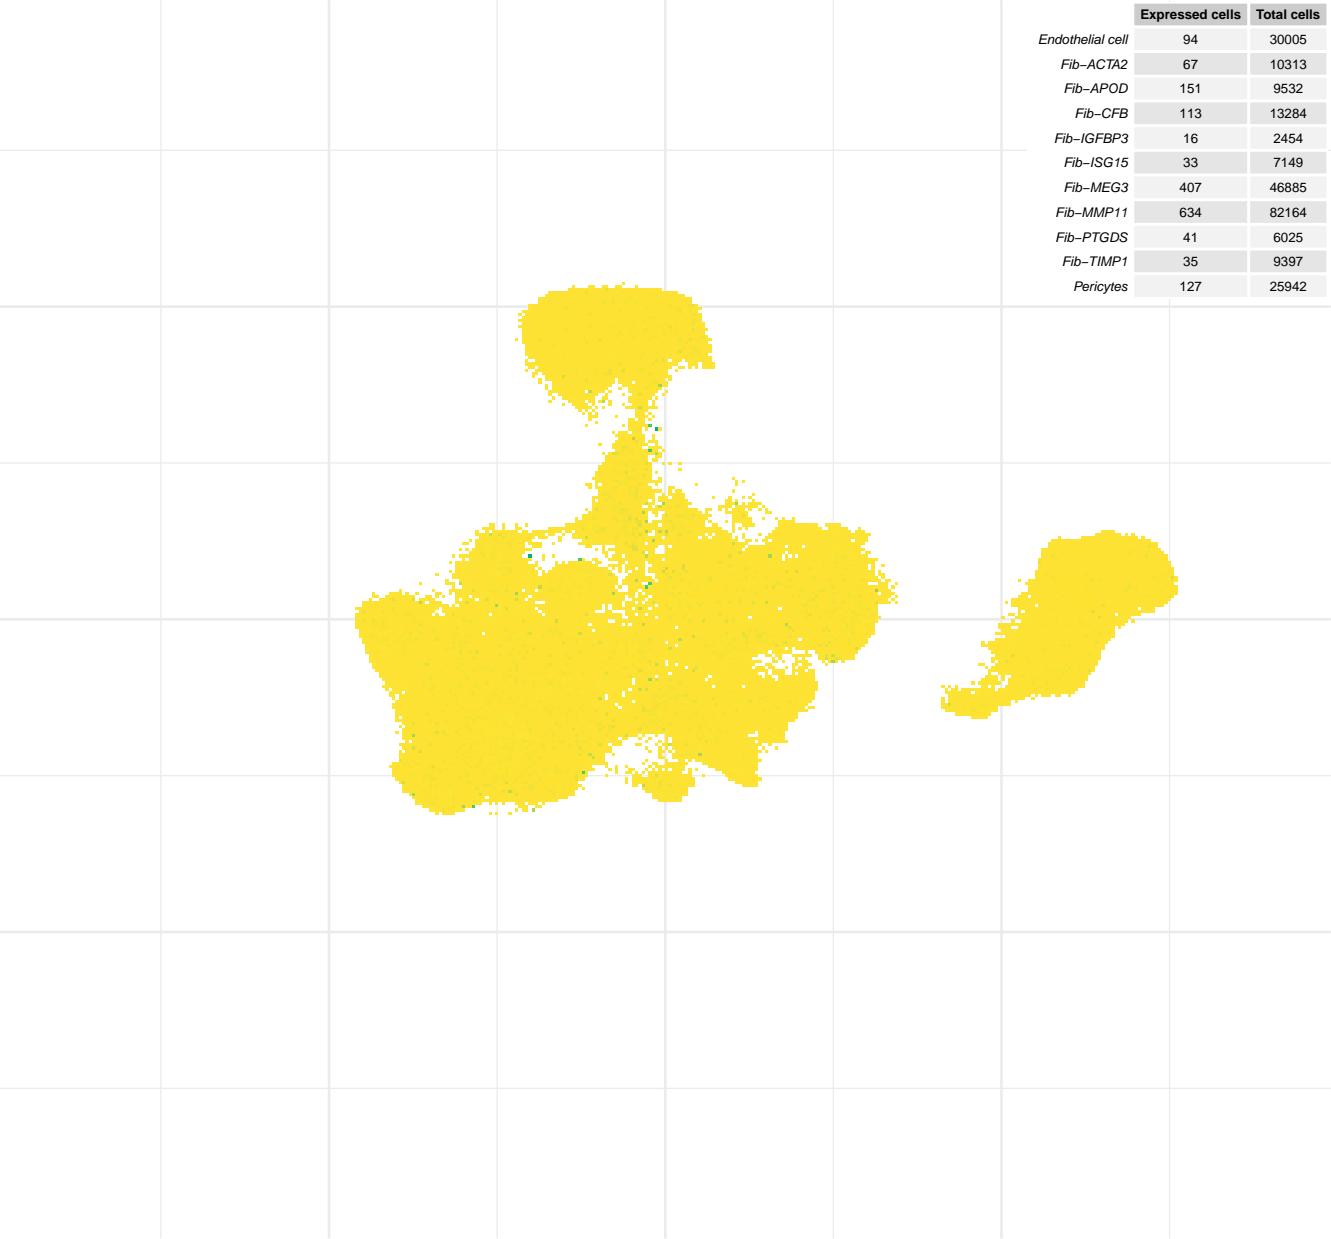 Expressed cells Total cells
Endothelial cell 94 30005
Fib−ACTA2 67 10313
Fib−APOD 151 9532
Fib−CFB 113 13284
Fib−IGFBP3 16 2454
Fib−ISG15 33 7149
Fib−MEG3 407 46885
Fib−MMP11 634 82164
Fib−PTGDS 41 6025
Fib−TIMP1 35 9397
Pericytes 127 25942